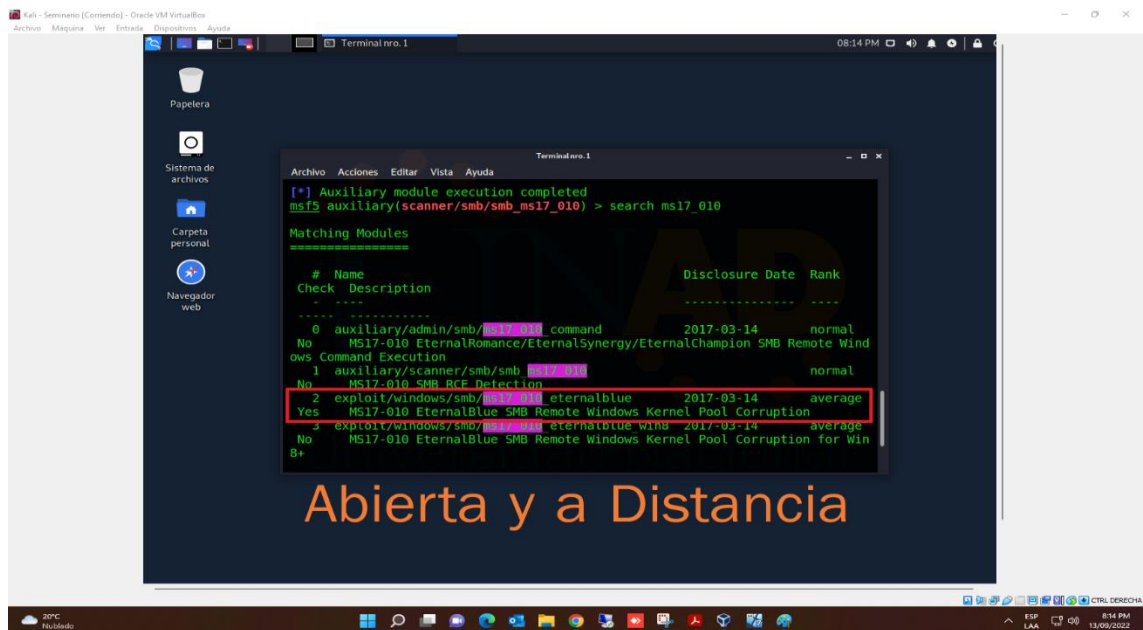 Kali - Seminario [Corriendo] - Oracle VM VirtualBox
Archivo Máquina Ver Entrada Dispositivos Ayuda
Terminal nro. 1
08:14 PM
Papelera
Sistema de
archivos
Carpeta
personal
Navegador
web
Terminal nro. 1
Archivo Acciones Editar Vista Ayuda
[*] Auxiliary module execution completed
msf5 auxiliary(scanner/smb/smb_ms17_010) > search ms17_010
Matching Modules
================
# Name Disclosure Date Rank
Check Description
- ---- --------------- ----
----- -----------
0 auxiliary/admin/smb/ms17_010_command 2017-03-14 normal
No MS17-010 EternalRomance/EternalSynergy/EternalChampion SMB Remote Wind
ows Command Execution
1 auxiliary/scanner/smb/smb_ms17_010 normal
No MS17-010 SMB RCE Detection
2 exploit/windows/smb/ms17_010_eternalblue 2017-03-14 average
Yes MS17-010 EternalBlue SMB Remote Windows Kernel Pool Corruption
3 exploit/windows/smb/ms17_010_eternalblue_win8 2017-03-14 average
No MS17-010 EternalBlue SMB Remote Windows Kernel Pool Corruption for Win
8+
Abierta y a Distancia
CTRL DERECHA
20°C
Nublado
ESP
LAA
8:14 PM
13/09/2022